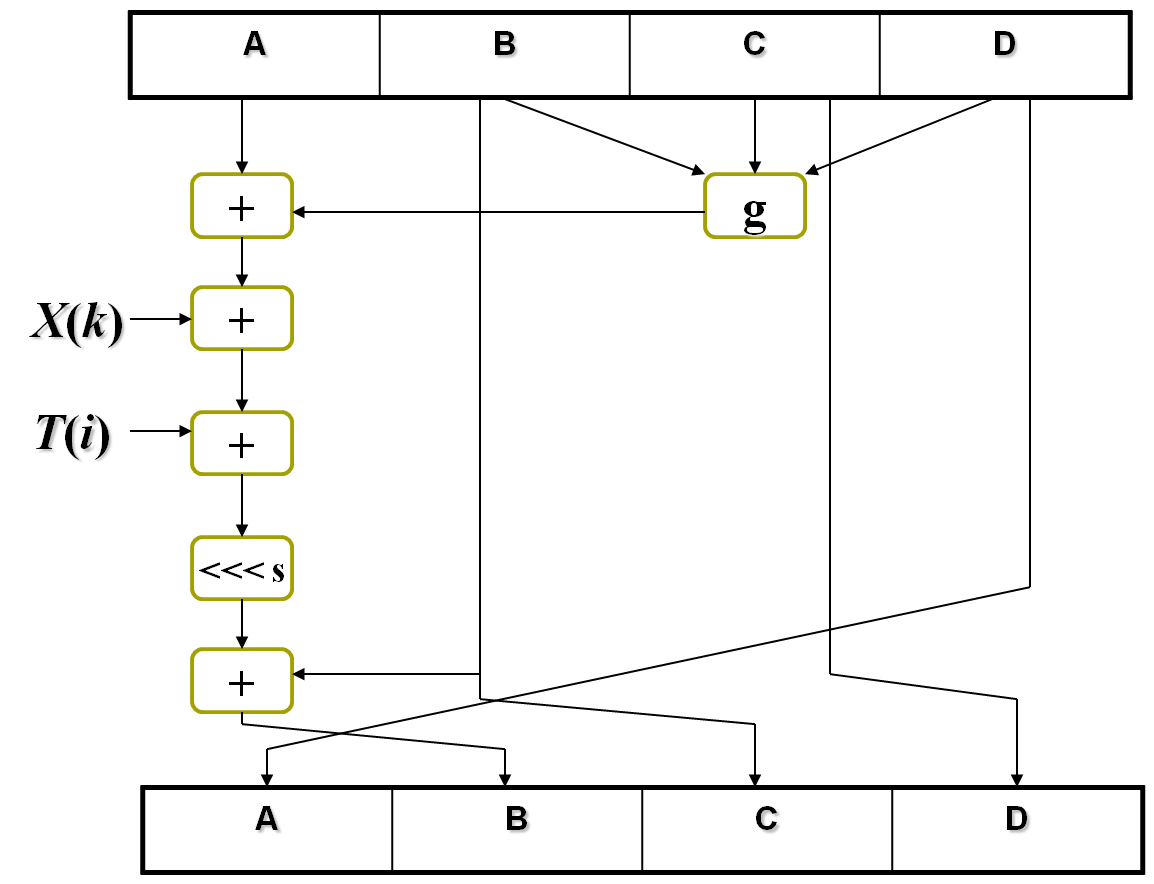 A B C D
+
g
X(k)
+
T(i)
+
<<< s
+
A B C D